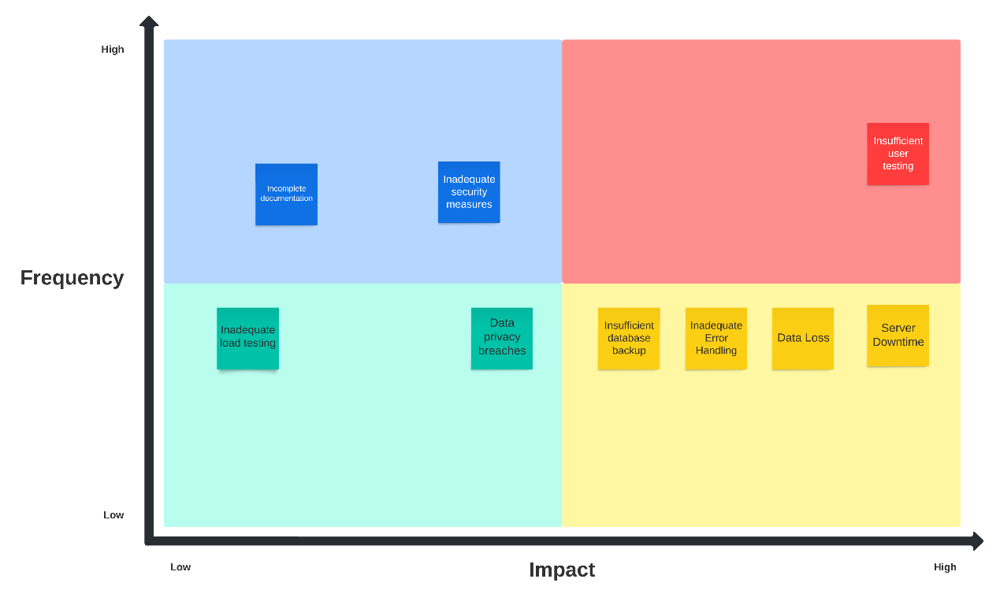 High
Insufficient
user
testing
Incomplete
documentation
Inadequate
security
measures
Frequency
Inadequate
load testing
Data
privacy
breaches
Insufficient
database
backup
Inadequate
Error
Handling
Data Loss
Server
Downtime
Low
Low
Impact
High